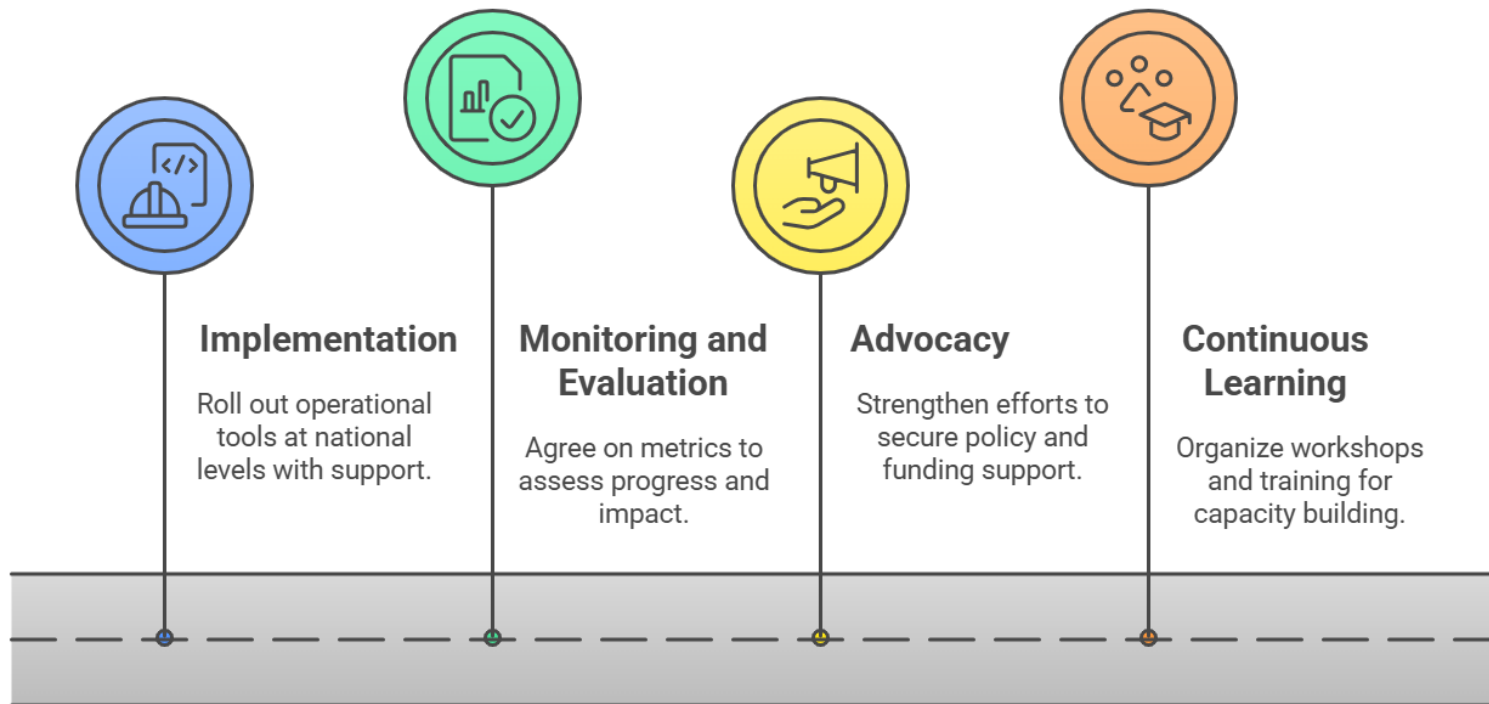 Implementation
Roll out operational
tools at national
levels with support.
Monitoring and
Evaluation
Agree on metrics to
assess progress and
impact.
Advocacy
Strengthen efforts to
secure policy and
funding support.
Continuous
Learning
Organize workshops
and training for
capacity building.